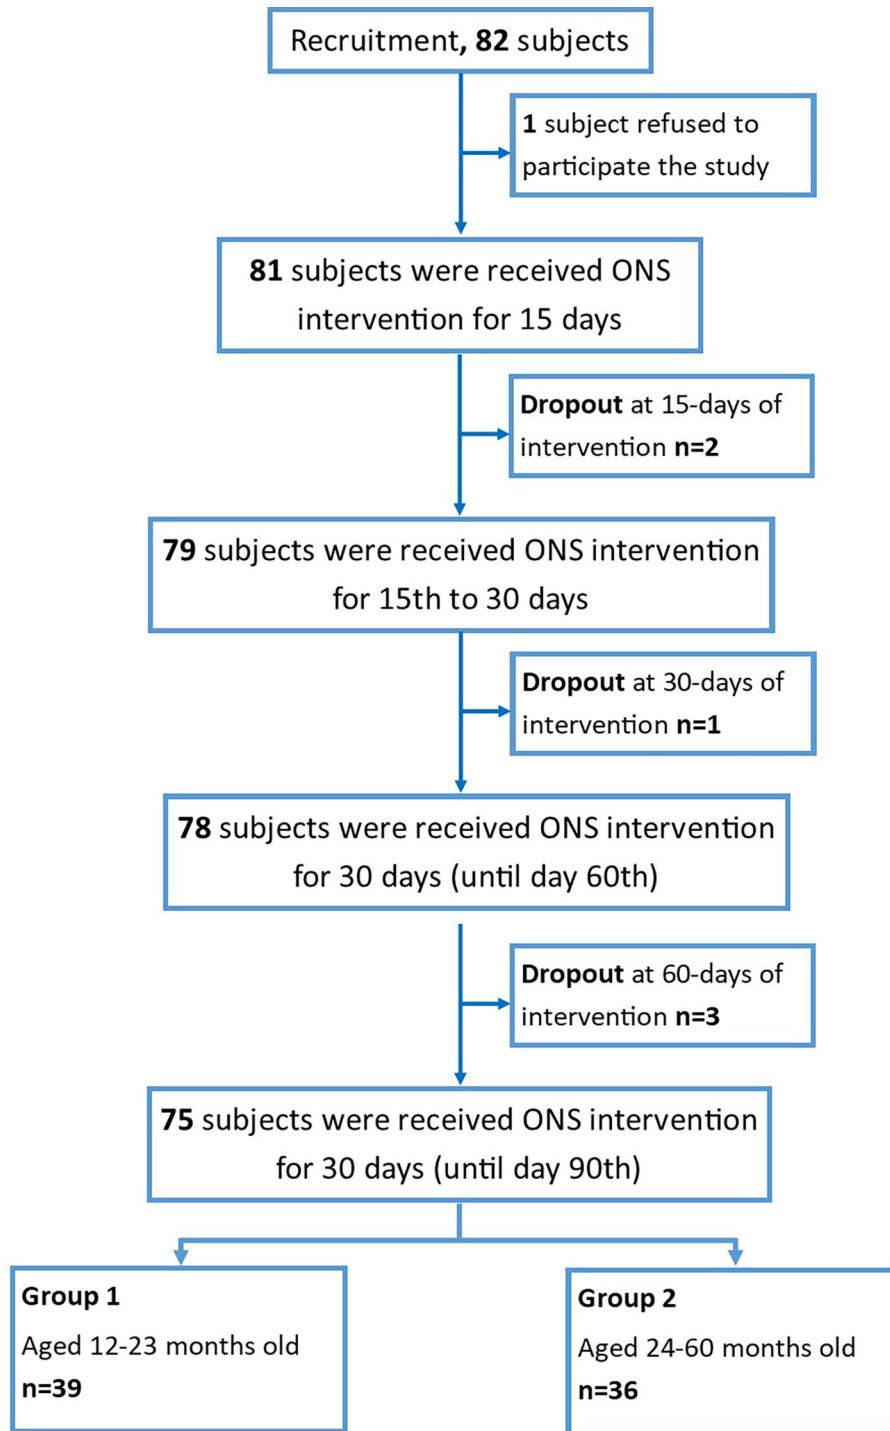 Recruitment, 82 subjects
1 subject refused to
participate the study
81 subjects were received ONS
intervention for 15 days
Dropout at 15-days of
intervention n=2
79 subjects were received ONS intervention
for 15th to 30 days
Dropout at 30-days of
intervention n=1
78 subjects were received ONS intervention
for 30 days (until day 60th)
Dropout at 60-days of
intervention n=3
75 subjects were received ONS intervention
for 30 days (until day 90th)
Group 1
Aged 12-23 months old
n=39
Group 2
Aged 24-60 months old
n=36